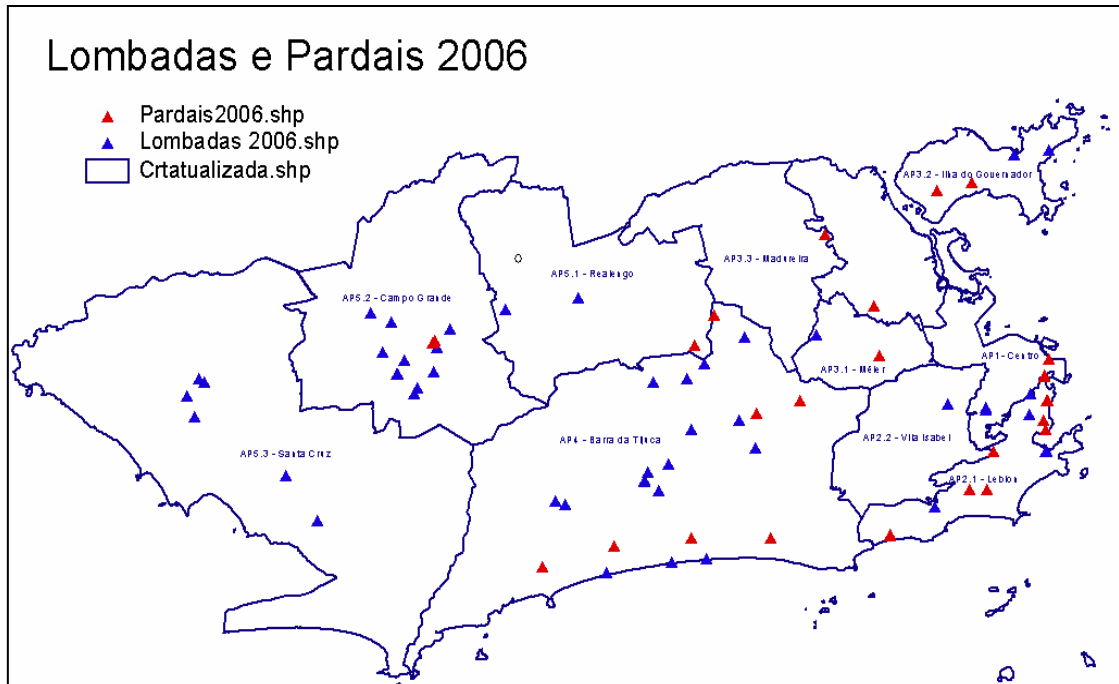 Lombadas e Pardais 2006
Pardais2006.shp
Lombadas 2006.shp
Crtatualizada.shp
AP3.2 - Ilha do Governador
AP3.3 - Madureira
AP5.1 - Realengo
AP5.2 - Campo Grande
AP1 - Centro
AP3.1 - Méier
AP4 - Barra da Tijuca
AP2.2 - Vila Isabel
AP5.3 - Santa Cruz
AP2.1 - Leblon